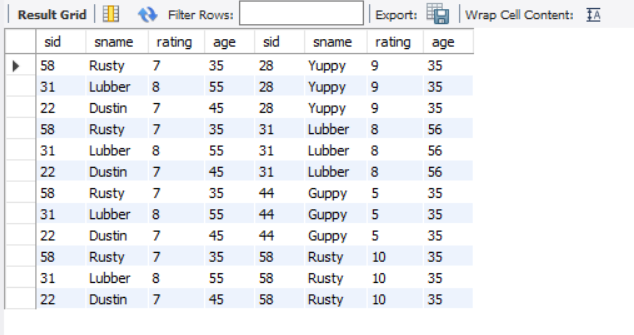 Result Grid Filter Rows: Export: Wrap Cell Content: IA
sid sname rating age sid sname rating age
58 Rusty 7 35 28 Yuppy 9 35
31 Lubber 8 55 28 Yuppy 9 35
22 Dustin 7 45 28 Yuppy 9 35
58 Rusty 7 35 31 Lubber 8 56
31 Lubber 8 55 31 Lubber 8 56
22 Dustin 7 45 31 Lubber 8 56
58 Rusty 7 35 44 Guppy 5 35
31 Lubber 8 55 44 Guppy 5 35
22 Dustin 7 45 44 Guppy 5 35
58 Rusty 7 35 58 Rusty 10 35
31 Lubber 8 55 58 Rusty 10 35
22 Dustin 7 45 58 Rusty 10 35